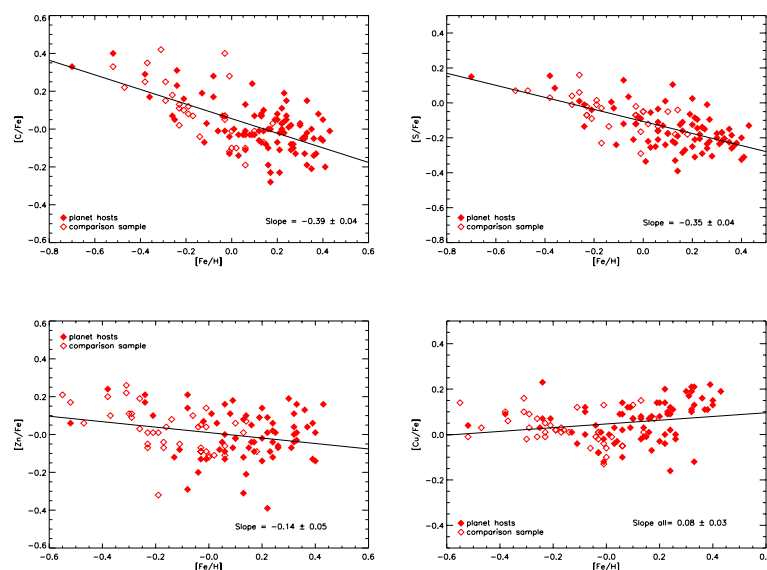 0.6
0.4
0.2
-0.0
-0.2
-0.4
-0.6
[C/Fe]
planet hosts
comparison sample
Slope = -0.39 ± 0.04
-0.8 -0.6 -0.4 -0.2 0.0 0.2 0.4 0.6
[Fe/H]
0.4
0.2
0.0
-0.2
-0.4
-0.6
-0.8
[S/Fe]
planet hosts
comparison sample
Slope = -0.35 ± 0.04
-0.8 -0.6 -0.4 -0.2 0.0 0.2 0.4
[Fe/H]
0.6
0.4
0.2
-0.0
-0.2
-0.4
-0.6
[Zn/Fe]
planet hosts
comparison sample
Slope = -0.14 ± 0.05
-0.6 -0.4 -0.2 -0.0 0.2 0.4 0.6
[Fe/H]
0.4
0.2
-0.0
-0.2
-0.4
[Cu/Fe]
planet hosts
comparison sample
Slope all= 0.08 ± 0.03
-0.6 -0.4 -0.2 -0.0 0.2 0.4
[Fe/H]